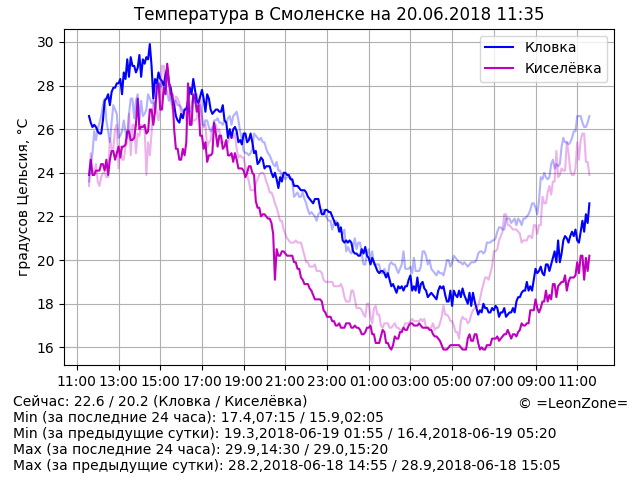 Температура в Смоленске на 20.06.2018 11:35
Кловка
Киселёвка
градусов Цельсия, °C
30
28
26
24
22
20
18
16
11:00 13:00 15:00 17:00 19:00 21:00 23:00 01:00 03:00 05:00 07:00 09:00 11:00
Сейчас: 22.6 / 20.2 (Кловка / Киселёвка)
© =LeonZone=
Min (за последние 24 часа): 17.4,07:15 / 15.9,02:05
Min (за предыдущие сутки): 19.3,2018-06-19 01:55 / 16.4,2018-06-19 05:20
Max (за последние 24 часа): 29.9,14:30 / 29.0,15:20
Max (за предыдущие сутки): 28.2,2018-06-18 14:55 / 28.9,2018-06-18 15:05